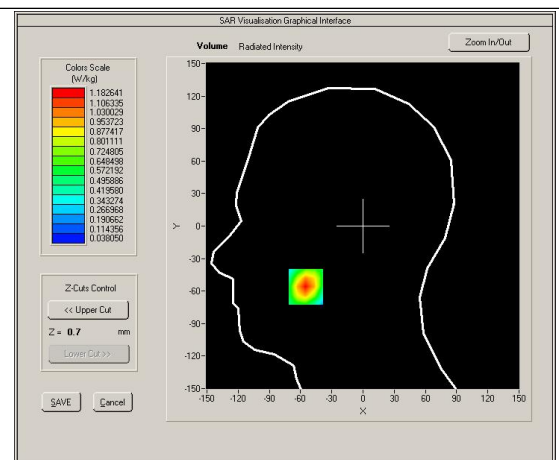 SAR Visualisation Graphical Interface
Volume Radiated Intensity
Zoom In/Out
Colors Scale
(W/kg)
1.182641
1.106335
1.030029
0.953723
0.877417
0.801111
0.724805
0.648498
0.572192
0.495886
0.419580
0.343274
0.266968
0.190662
0.114356
0.038050
Z-Cuts Control
<< Upper Cut
Z = 0.7 mm
Lower Cut >>
SAVE Cancel
150
120
90
60
30
0
-30
-60
-90
-120
-150
Y
-150 -120 -90 -60 -30 0 30 60 90 120 150
X